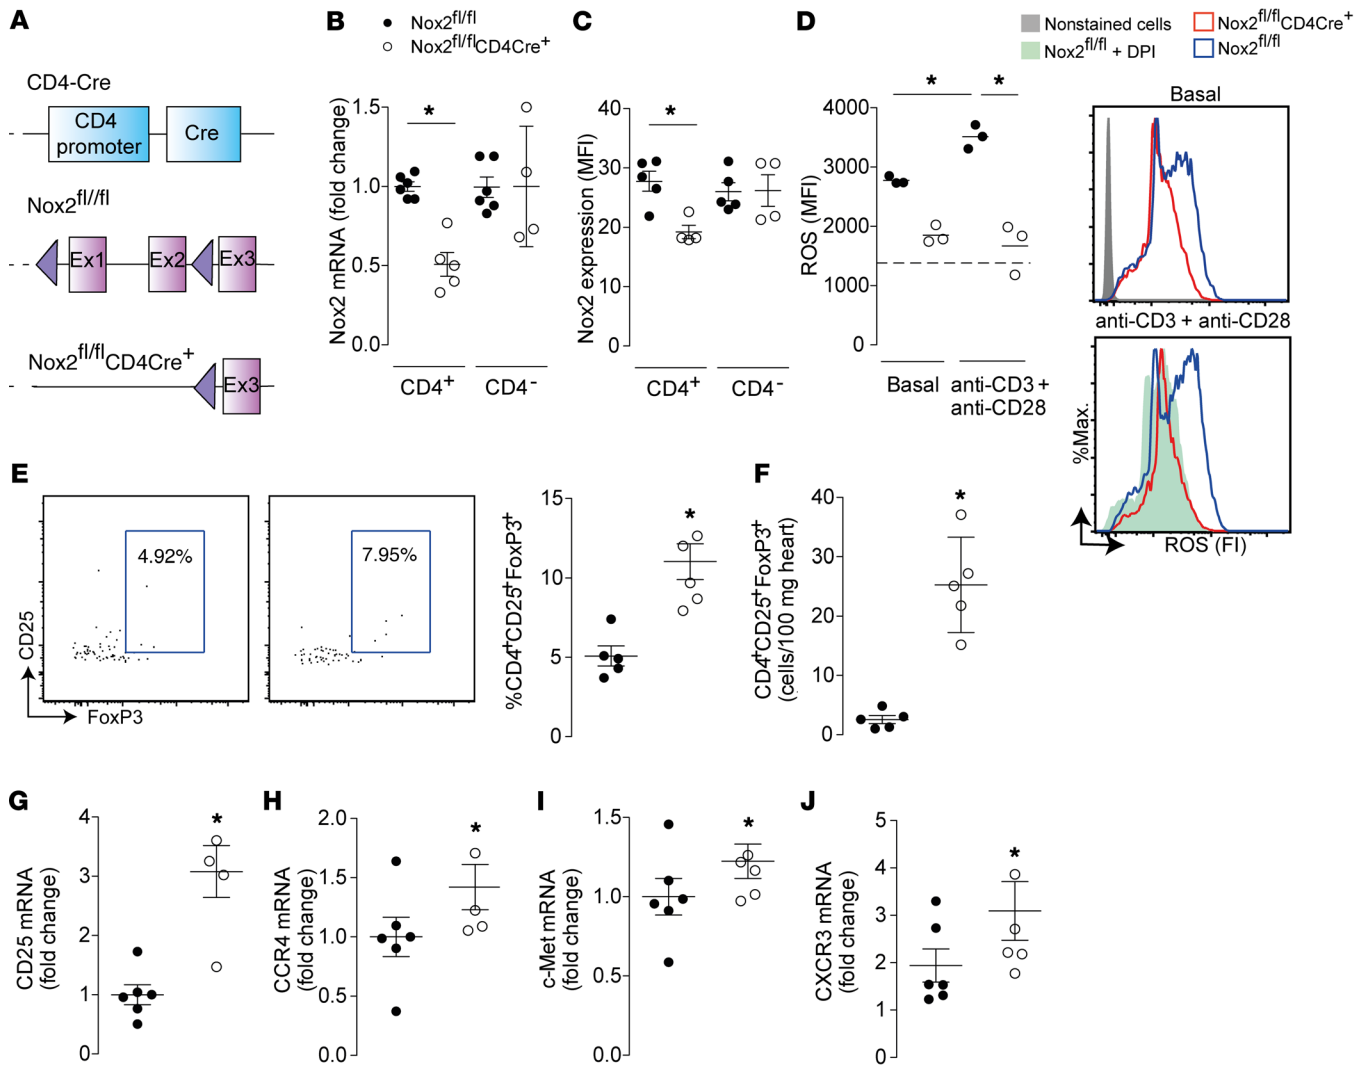 A
CD4-Cre
CD4
promoter
Cre
Nox2fl//fl
Ex1
Ex2
Ex3
Nox2fl/flCD4Cre+
Ex3
B
Nox2fl/fl
Nox2fl/flCD4Cre+
Nox2 mRNA (fold change)
1.5
1.0
0.5
0.0
*
CD4+
CD4-
C
Nox2 expression (MFI)
40
30
20
10
0
*
CD4+
CD4-
D
Nonstained cells
Nox2fl/fl + DPI
Nox2fl/flCD4Cre+
Nox2fl/fl
ROS (MFI)
4000
3000
2000
1000
0
*
*
Basal
anti-CD3 +
anti-CD28
Basal
anti-CD3 + anti-CD28
%Max.
ROS (FI)
E
4.92%
7.95%
CD25
FoxP3
%CD4+CD25+FoxP3+
15
10
5
0
*
F
CD4+CD25+FoxP3+
(cells/100 mg heart)
40
30
20
10
0
*
G
CD25 mRNA
(fold change)
4
3
2
1
0
*
H
CCR4 mRNA
(fold change)
2.0
1.5
1.0
0.5
0.0
*
I
c-Met mRNA
(fold change)
1.5
1.0
0.5
0.0
*
J
CXCR3 mRNA
(fold change)
5
4
3
2
1
0
*